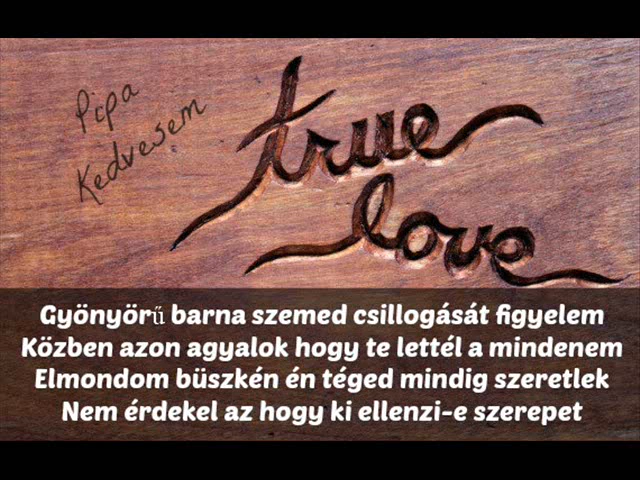 Pipa
Kedvesem
true
love
Gyönyörű barna szemed csillogását figyelem
Közben azon agyalok hogy te lettél a mindenem
Elmondom büszkén én téged mindig szeretlek
Nem érdekel az hogy ki ellenzi-e szerepet